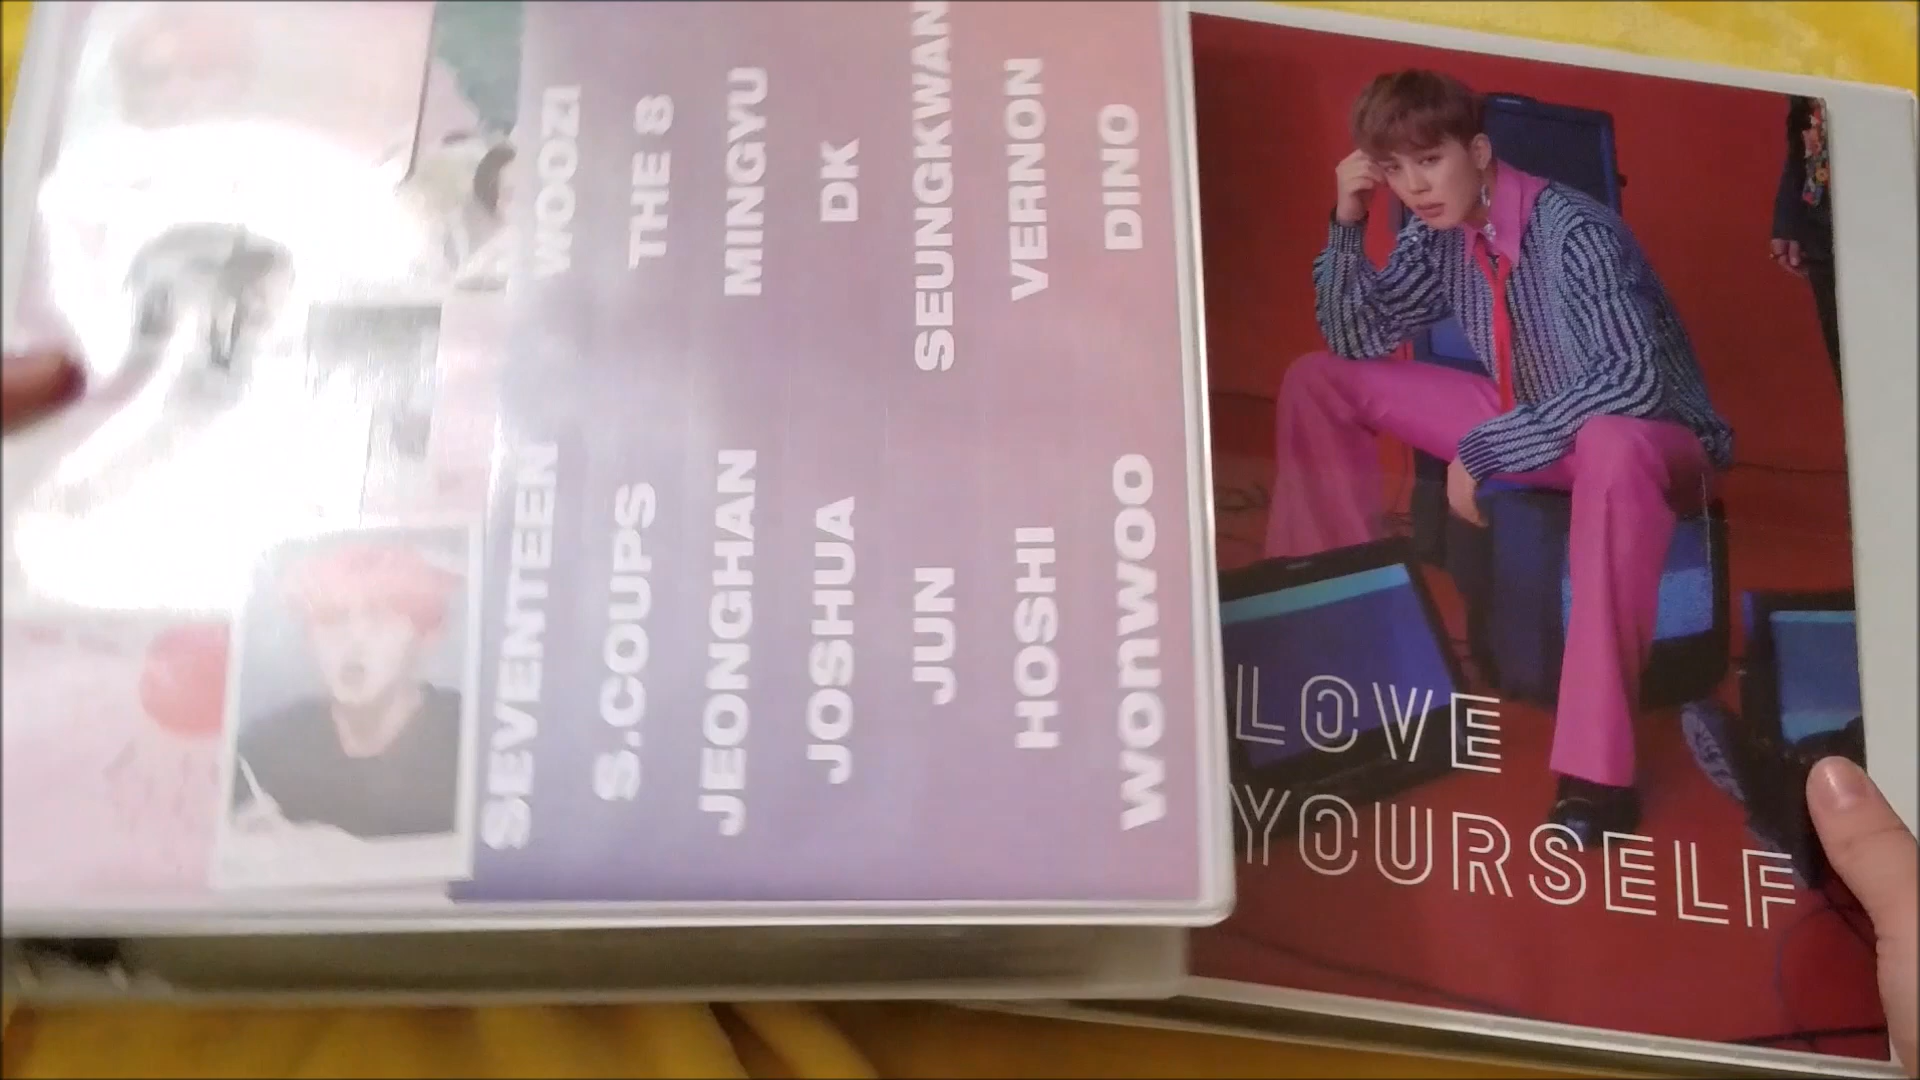 SEVENTEEN WOOZI
S.COUPS THE 8
JEONGHAN MINGYU
JOSHUA DK
JUN SEUNGKWAN
HOSHI VERNON
WONWOO DINO
LOVE
YOURSELF